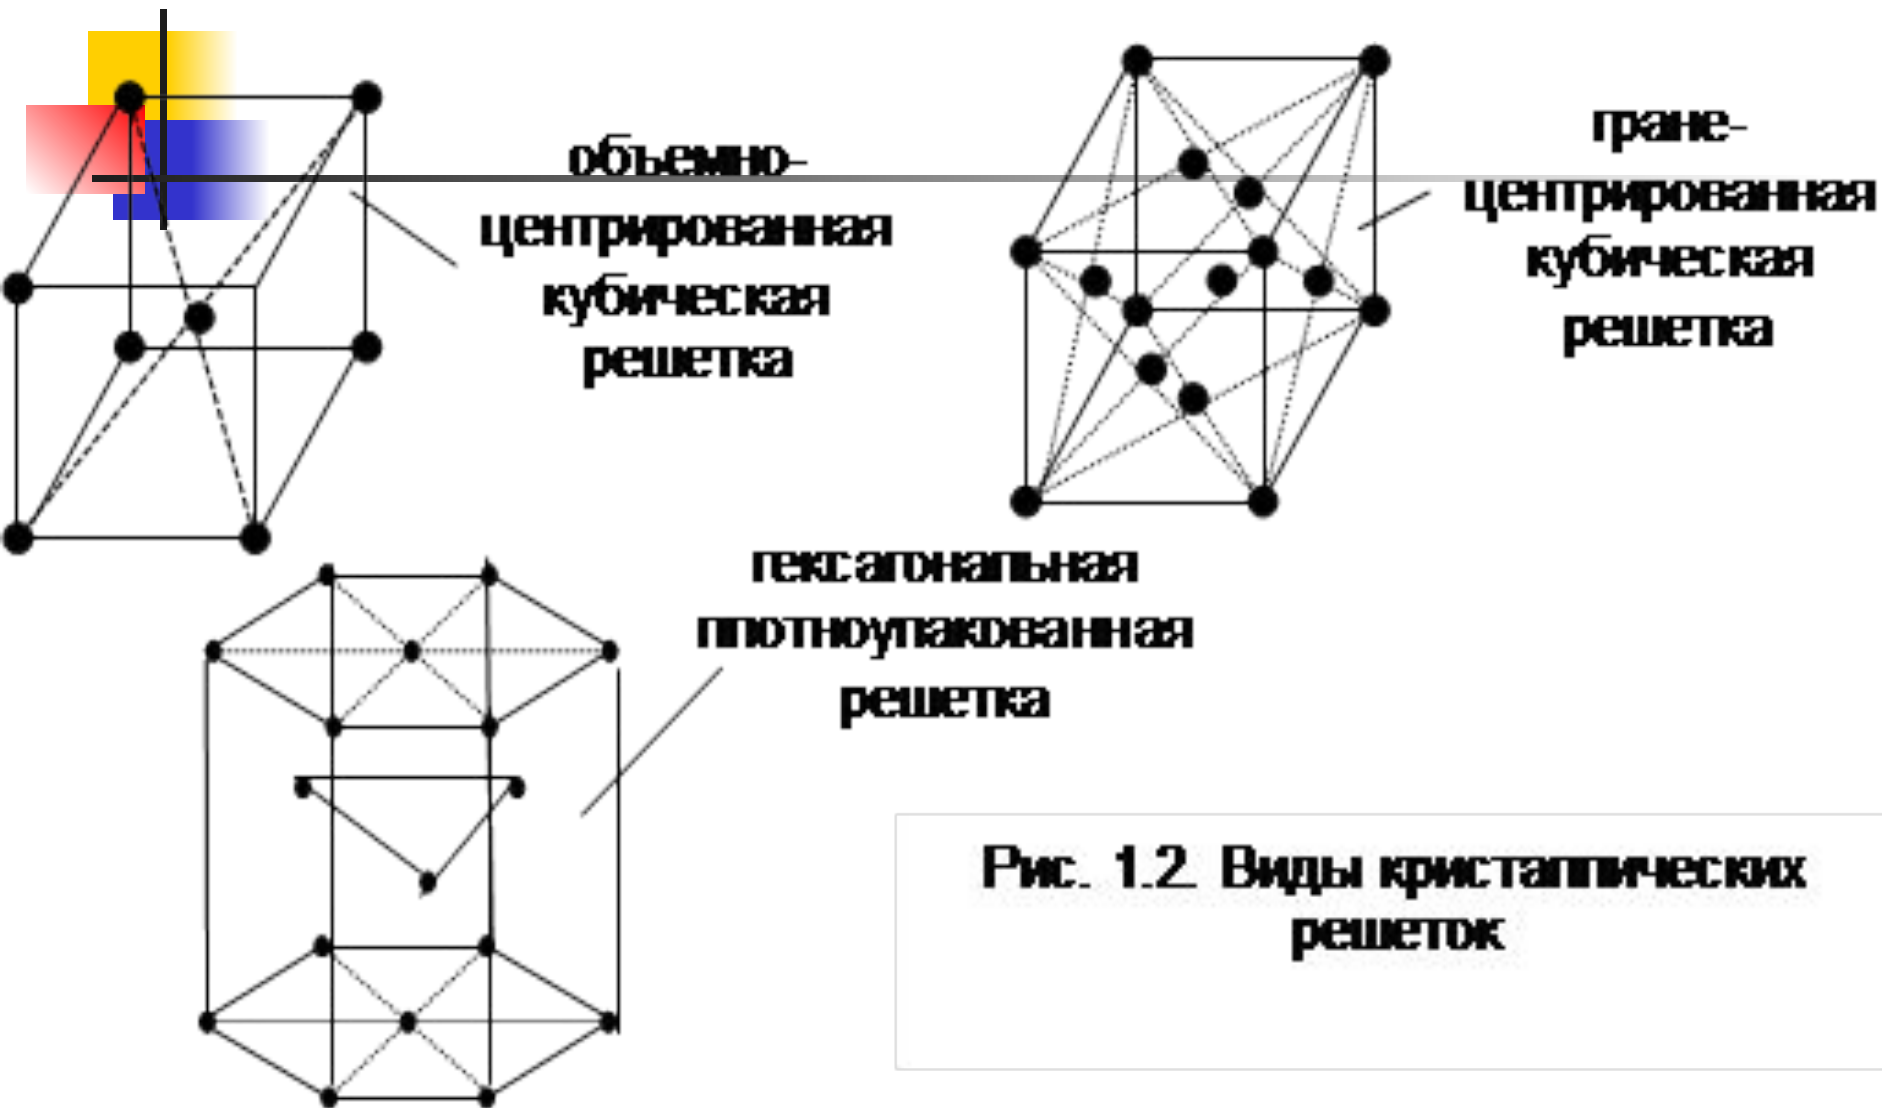 объемно-
центрированная
кубическая
решетка
гране-
центрированная
кубическая
решетка
гексагональная
плотноупакованная
решетка
Рис. 1.2. Виды кристаллических
решеток